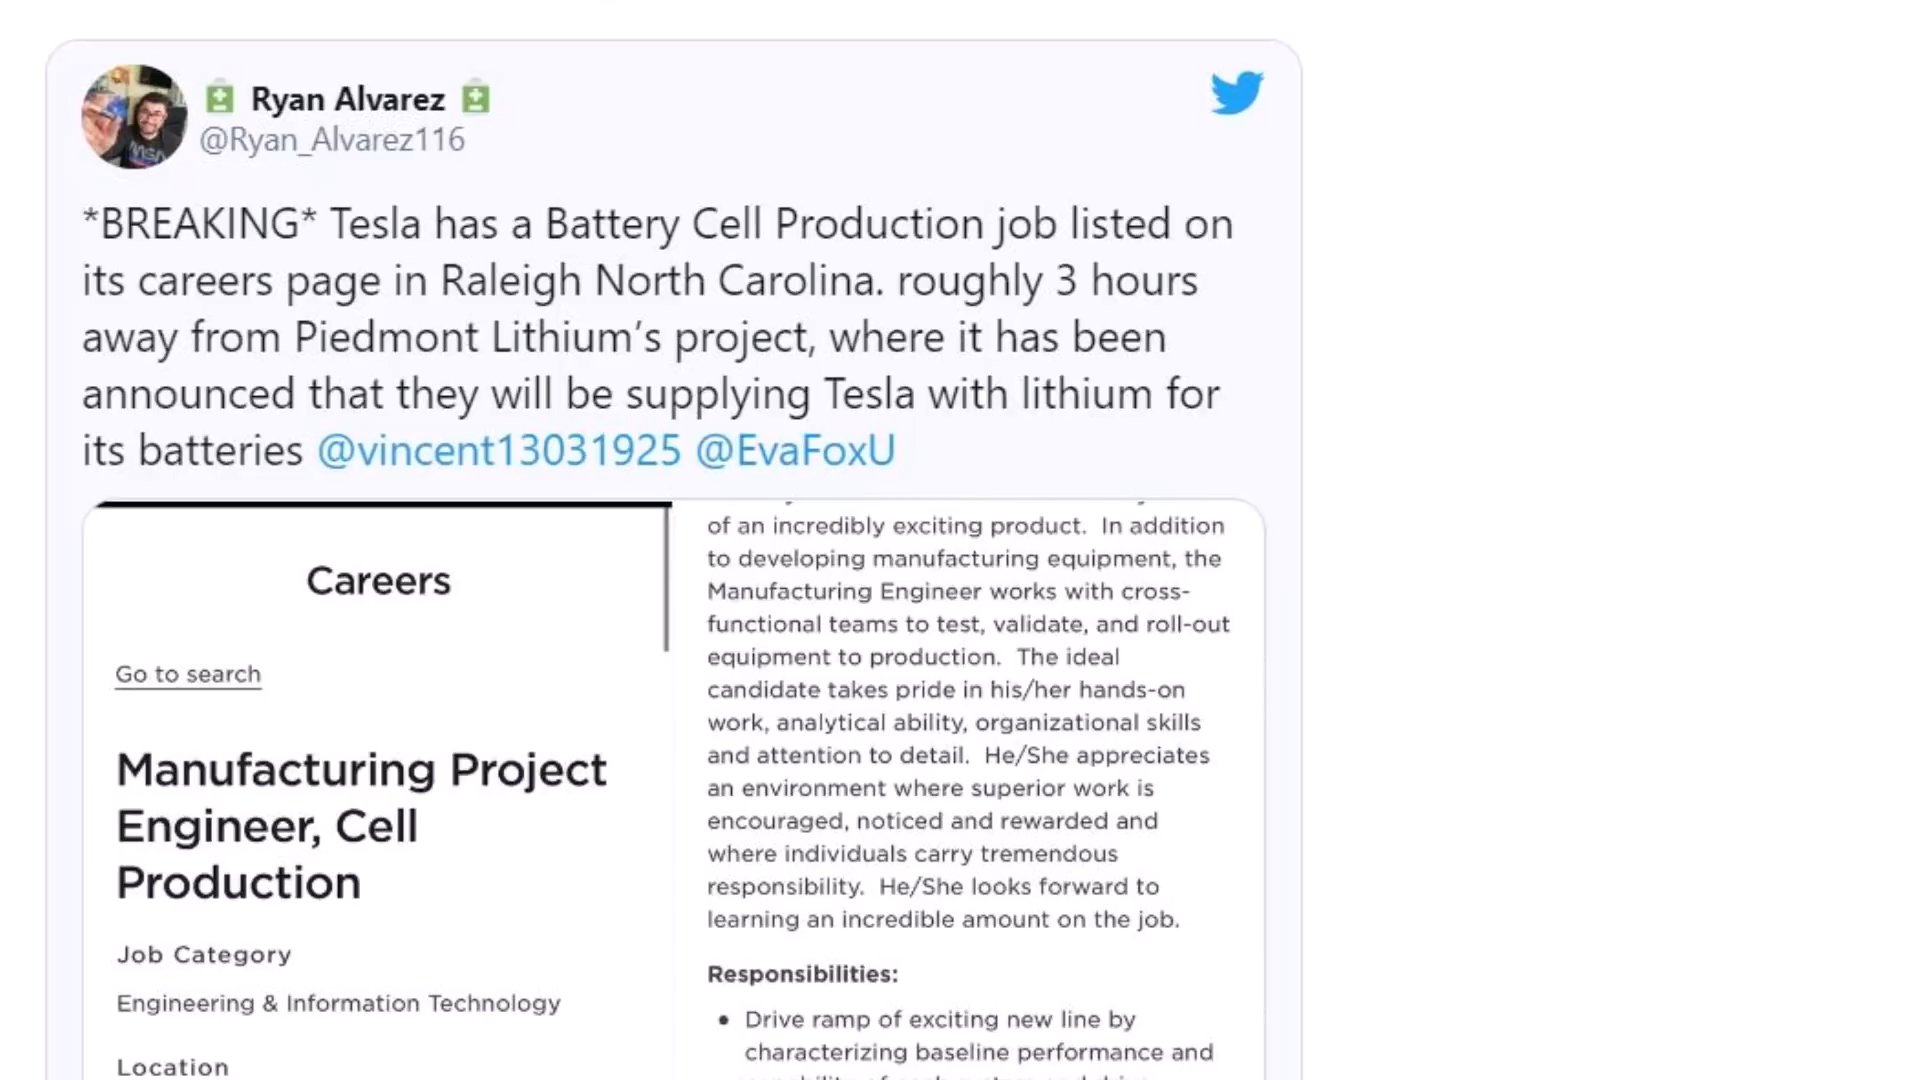 Ryan Alvarez
@Ryan_Alvarez116
*BREAKING* Tesla has a Battery Cell Production job listed on
its careers page in Raleigh North Carolina. roughly 3 hours
away from Piedmont Lithium’s project, where it has been
announced that they will be supplying Tesla with lithium for
its batteries @vincent13031925 @EvaFoxU
Careers
Go to search
Manufacturing Project
Engineer, Cell
Production
Job Category
Engineering & Information Technology
Location
of an incredibly exciting product.  In addition
to developing manufacturing equipment, the
Manufacturing Engineer works with cross-
functional teams to test, validate, and roll-out
equipment to production.  The ideal
candidate takes pride in his/her hands-on
work, analytical ability, organizational skills
and attention to detail.  He/She appreciates
an environment where superior work is
encouraged, noticed and rewarded and
where individuals carry tremendous
responsibility.  He/She looks forward to
learning an incredible amount on the job.
Responsibilities:
• Drive ramp of exciting new line by
characterizing baseline performance and